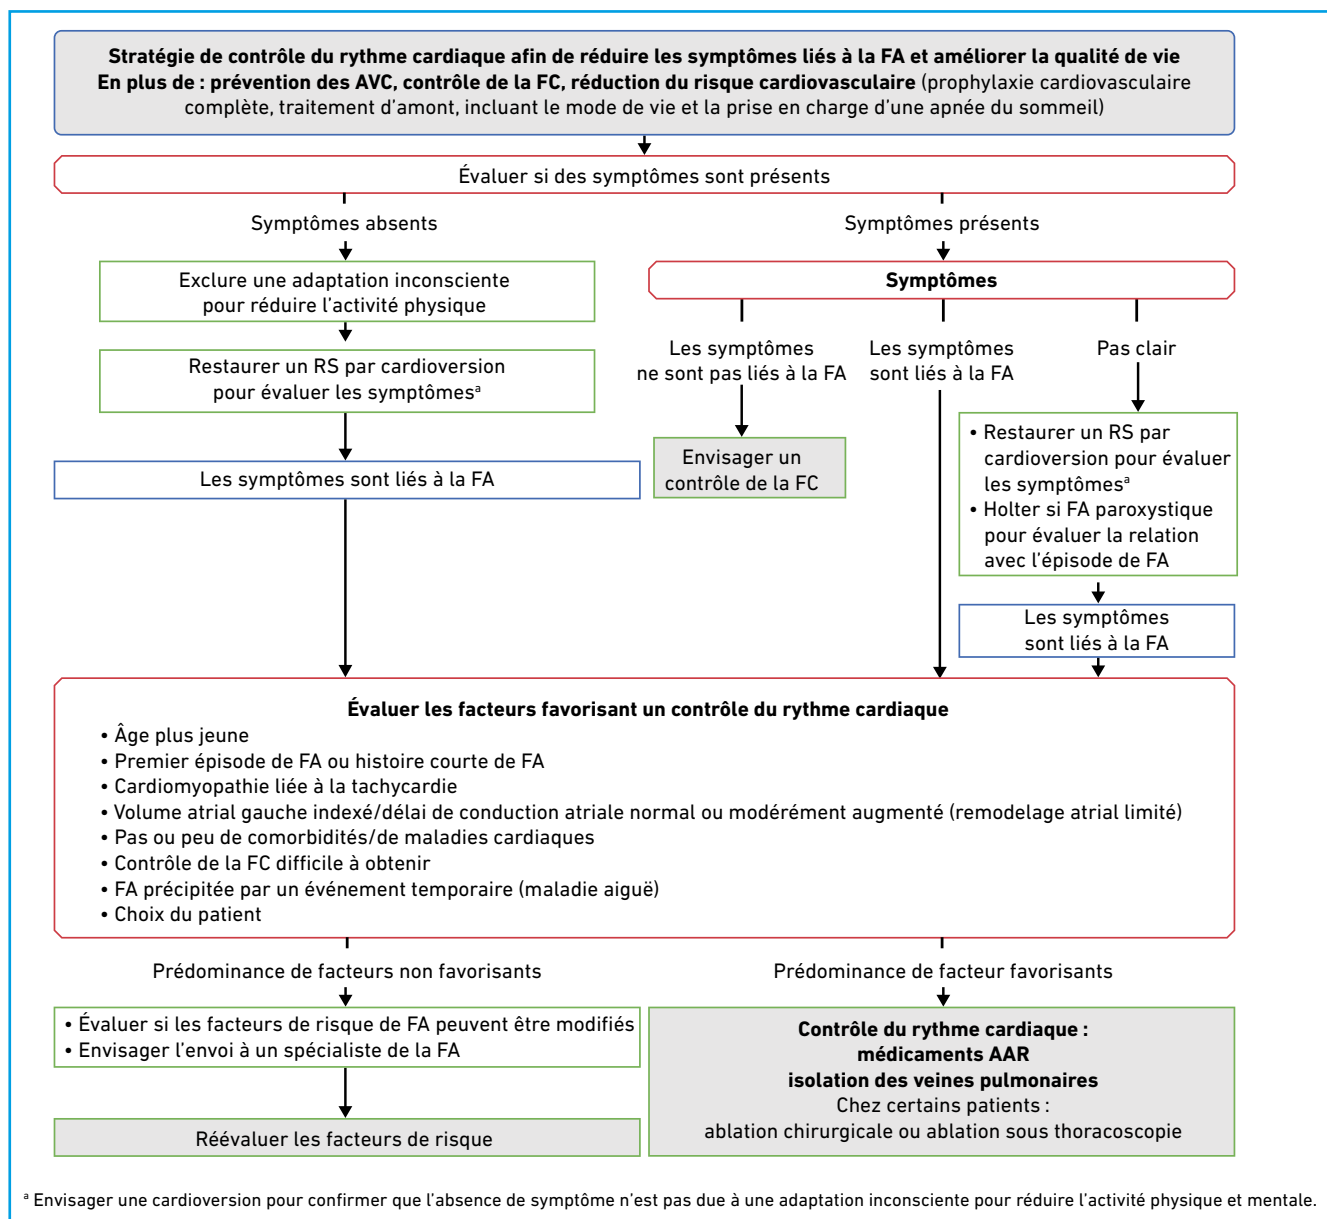 Stratégie de contrôle du rythme cardiaque afin de réduire les symptômes liés à la FA et améliorer la qualité de vie
En plus de : prévention des AVC, contrôle de la FC, réduction du risque cardiovasculaire (prophylaxie cardiovasculaire
complète, traitement d'amont, incluant le mode de vie et la prise en charge d'une apnée du sommeil)
Évaluer si des symptômes sont présents
Symptômes absents
Symptômes présents
Exclure une adaptation inconsciente
pour réduire l'activité physique
Restaurer un RS par cardioversion
pour évaluer les symptômesᵃ
Les symptômes sont liés à la FA
Symptômes
Les symptômes
ne sont pas liés à la FA
Les symptômes
sont liés à la FA
Pas clair
Envisager un
contrôle de la FC
• Restaurer un RS par
cardioversion pour évaluer
les symptômesᵃ
• Holter si FA paroxystique
pour évaluer la relation
avec l'épisode de FA
Les symptômes
sont liés à la FA
Évaluer les facteurs favorisant un contrôle du rythme cardiaque
• Âge plus jeune
• Premier épisode de FA ou histoire courte de FA
• Cardiomyopathie liée à la tachycardie
• Volume atrial gauche indexé/délai de conduction atriale normal ou modérément augmenté (remodelage atrial limité)
• Pas ou peu de comorbidités/de maladies cardiaques
• Contrôle de la FC difficile à obtenir
• FA précipitée par un événement temporaire (maladie aiguë)
• Choix du patient
Prédominance de facteurs non favorisants
Prédominance de facteur favorisants
• Évaluer si les facteurs de risque de FA peuvent être modifiés
• Envisager l'envoi à un spécialiste de la FA
Réévaluer les facteurs de risque
Contrôle du rythme cardiaque :
médicaments AAR
isolation des veines pulmonaires
Chez certains patients :
ablation chirurgicale ou ablation sous thoracoscopie
ᵃ Envisager une cardioversion pour confirmer que l'absence de symptôme n'est pas due à une adaptation inconsciente pour réduire l'activité physique et mentale.